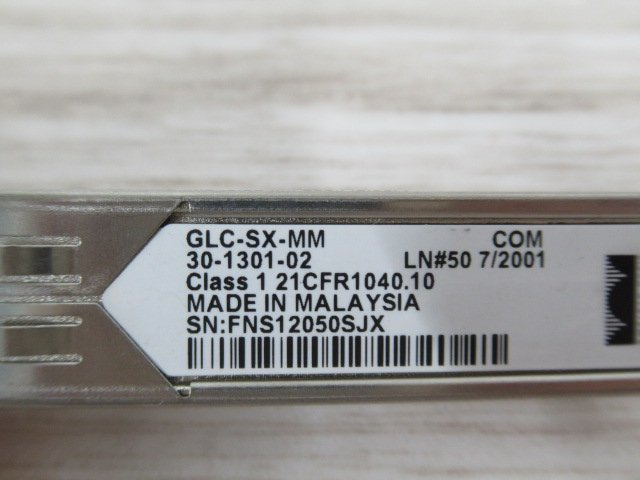 GLC-SX-MM COM
30-1301-02 LN#50 7/2001
Class 1 21CFR1040.10
MADE IN MALAYSIA
SN:FNS12050SJX